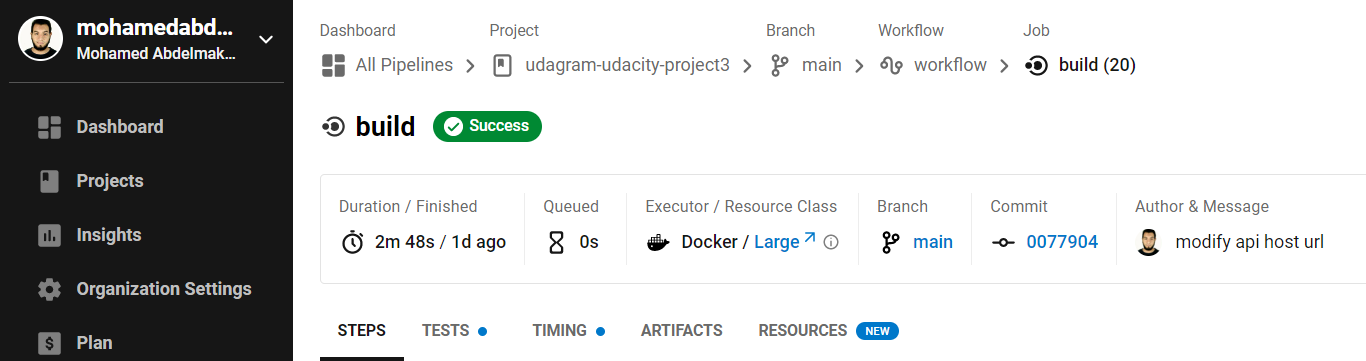 mohamedabd...
Mohamed Abdelmak...
Dashboard
Projects
Insights
Organization Settings
Plan
Dashboard Project Branch Workflow Job
All Pipelines udagram-udacity-project3 main workflow build (20)
build Success
Duration / Finished Queued Executor / Resource Class Branch Commit Author & Message
2m 48s / 1d ago 0s Docker / Large main 0077904 modify api host url
STEPS TESTS TIMING ARTIFACTS RESOURCES NEW